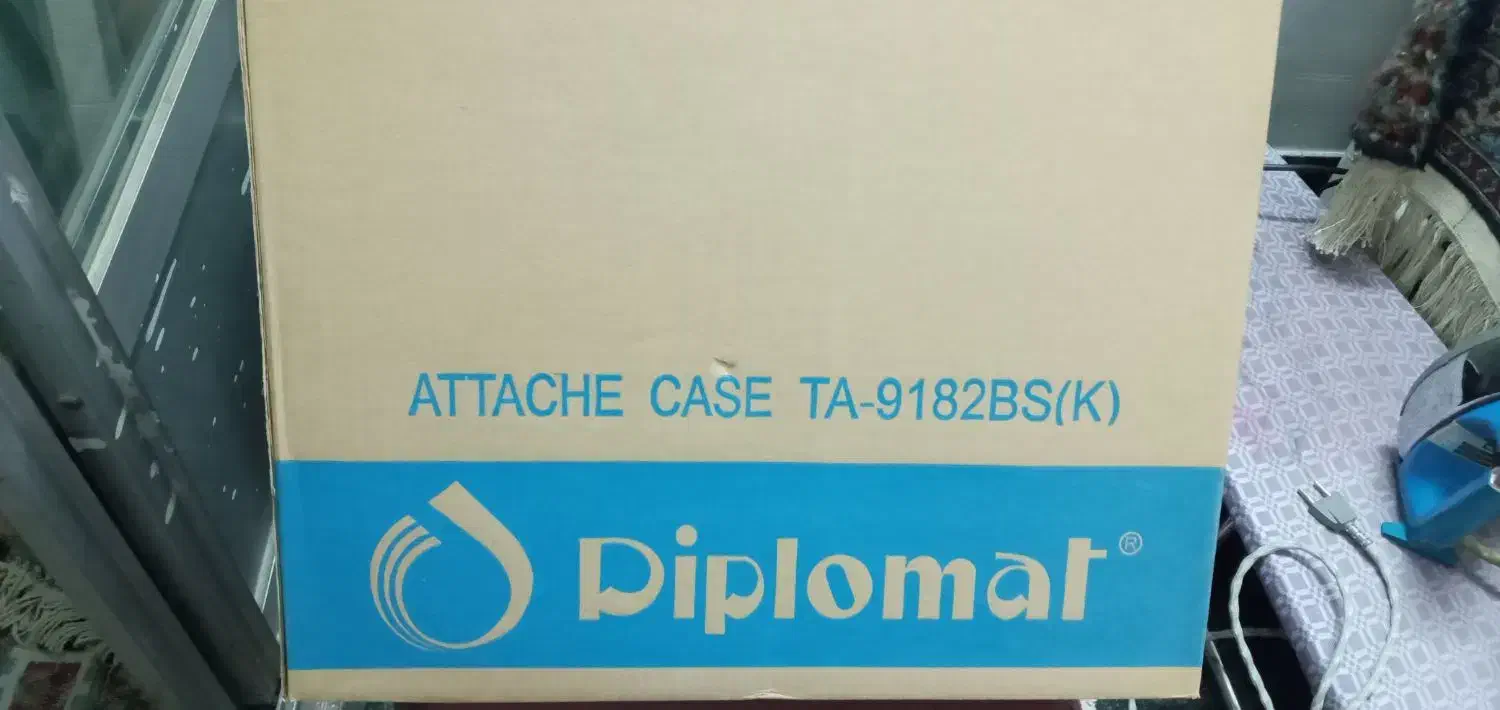 ATTACHE CASE TA-9182BS(K)
Diplomat®